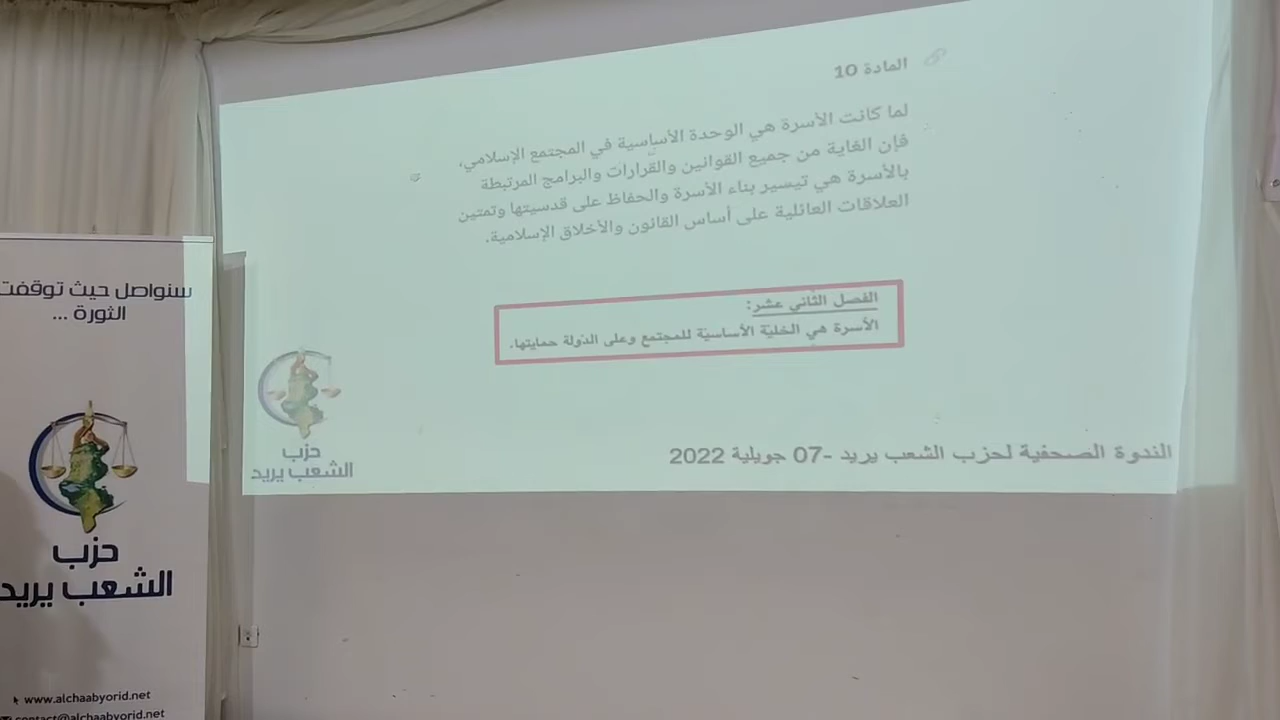 المادة 10
لما كانت الأسرة هي الوحدة الأساسية في المجتمع الإسلامي،
فإن الغاية من جميع القوانين والقرارات والبرامج المرتبطة
بالأسرة هي تيسير بناء الأسرة والحفاظ على قدسيتها وتمتين
العلاقات العائلية على أساس القانون والأخلاق الإسلامية.
الفصل الثّاني عشر:
الأسرة هي الخليّة الأساسيّة للمجتمع وعلى الدّولة حمايتها.
حزب
الشعب يريد
الندوة الصحفية لحزب الشعب يريد -07 جويلية 2022
سنواصل حيث توقفت
الثورة ...
حزب
الشعب يريد
www.alchaabyorid.net
contact@alchaabyorid.net